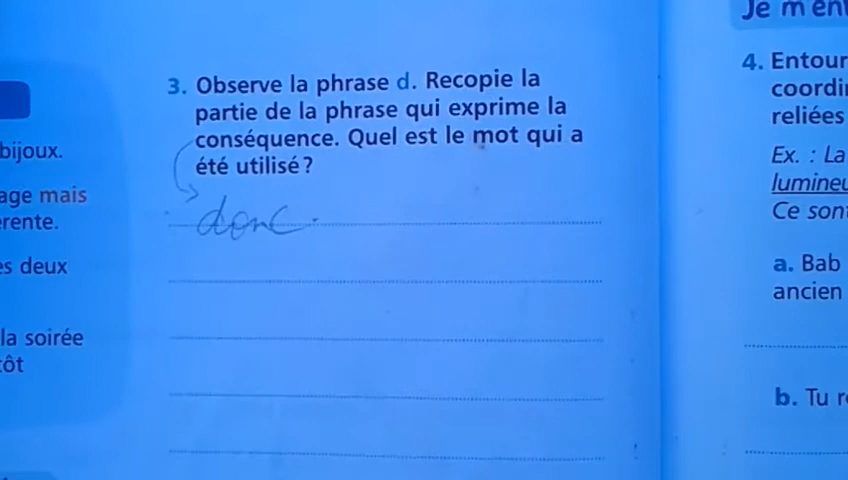 bijoux.
age mais
rente.
s deux
la soirée
tôt
3. Observe la phrase d. Recopie la
partie de la phrase qui exprime la
conséquence. Quel est le mot qui a
été utilisé ?
donc.
Je m'en
4. Entour
coordi
reliées
Ex. : La
lumineu
Ce son
a. Bab
ancien
b. Tu r